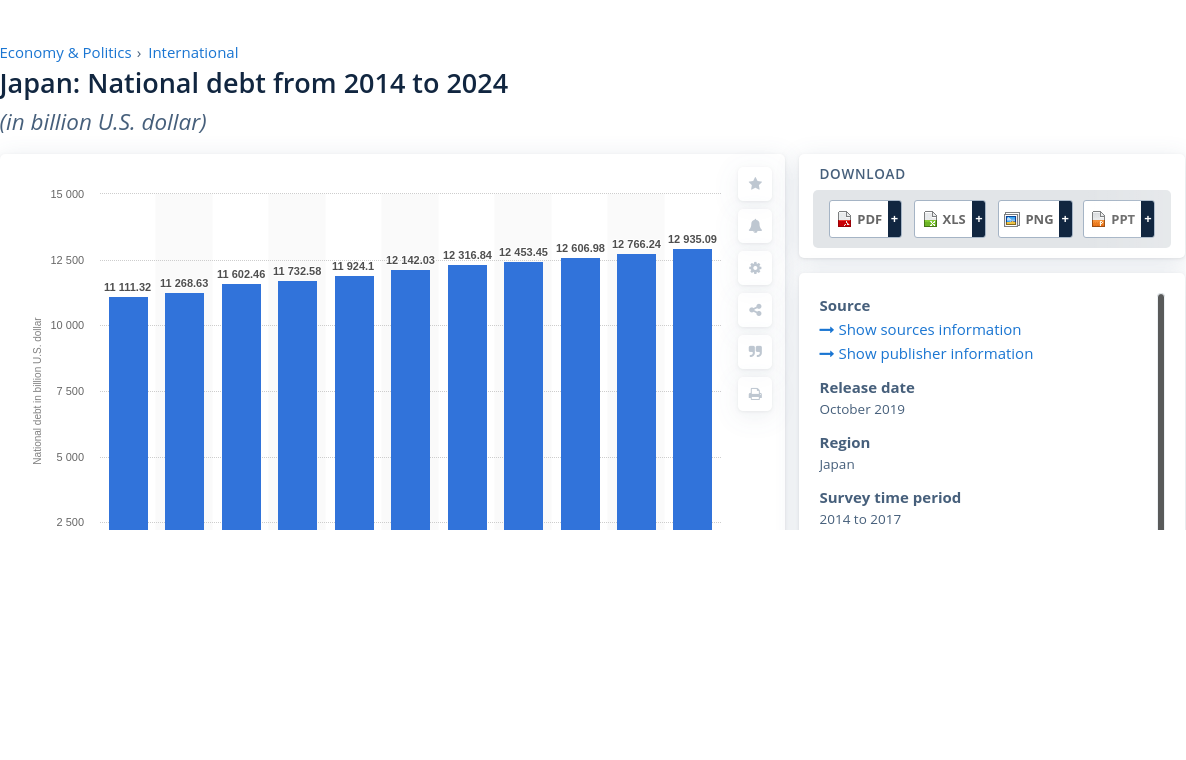 Economy & Politics › International
Japan: National debt from 2014 to 2024
(in billion U.S. dollar)
National debt in billion U.S. dollar
15 000
12 500
10 000
7 500
5 000
2 500
11 111.32
11 268.63
11 602.46
11 732.58
11 924.1
12 142.03
12 316.84
12 453.45
12 606.98
12 766.24
12 935.09
DOWNLOAD
PDF +
XLS +
PNG +
PPT +
Source
Show sources information
Show publisher information
Release date
October 2019
Region
Japan
Survey time period
2014 to 2017